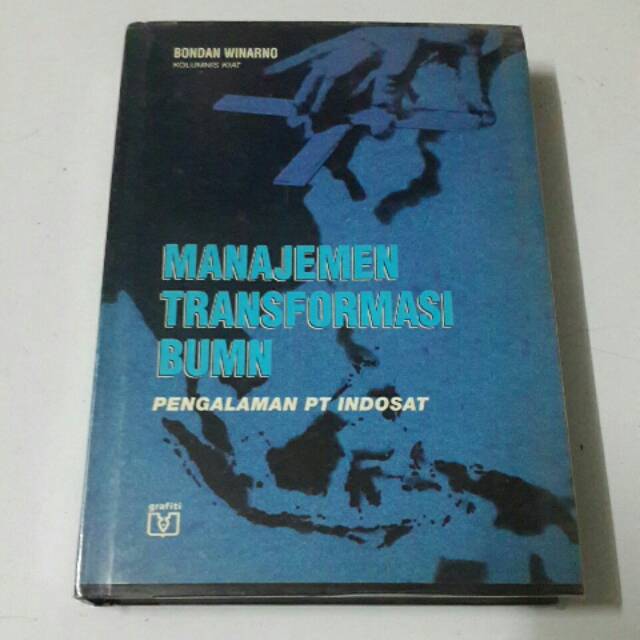 BONDAN WINARNO
KOLUMNIS KIAT
MANAJEMEN
TRANSFORMASI
BUMN
PENGALAMAN PT INDOSAT
grafiti